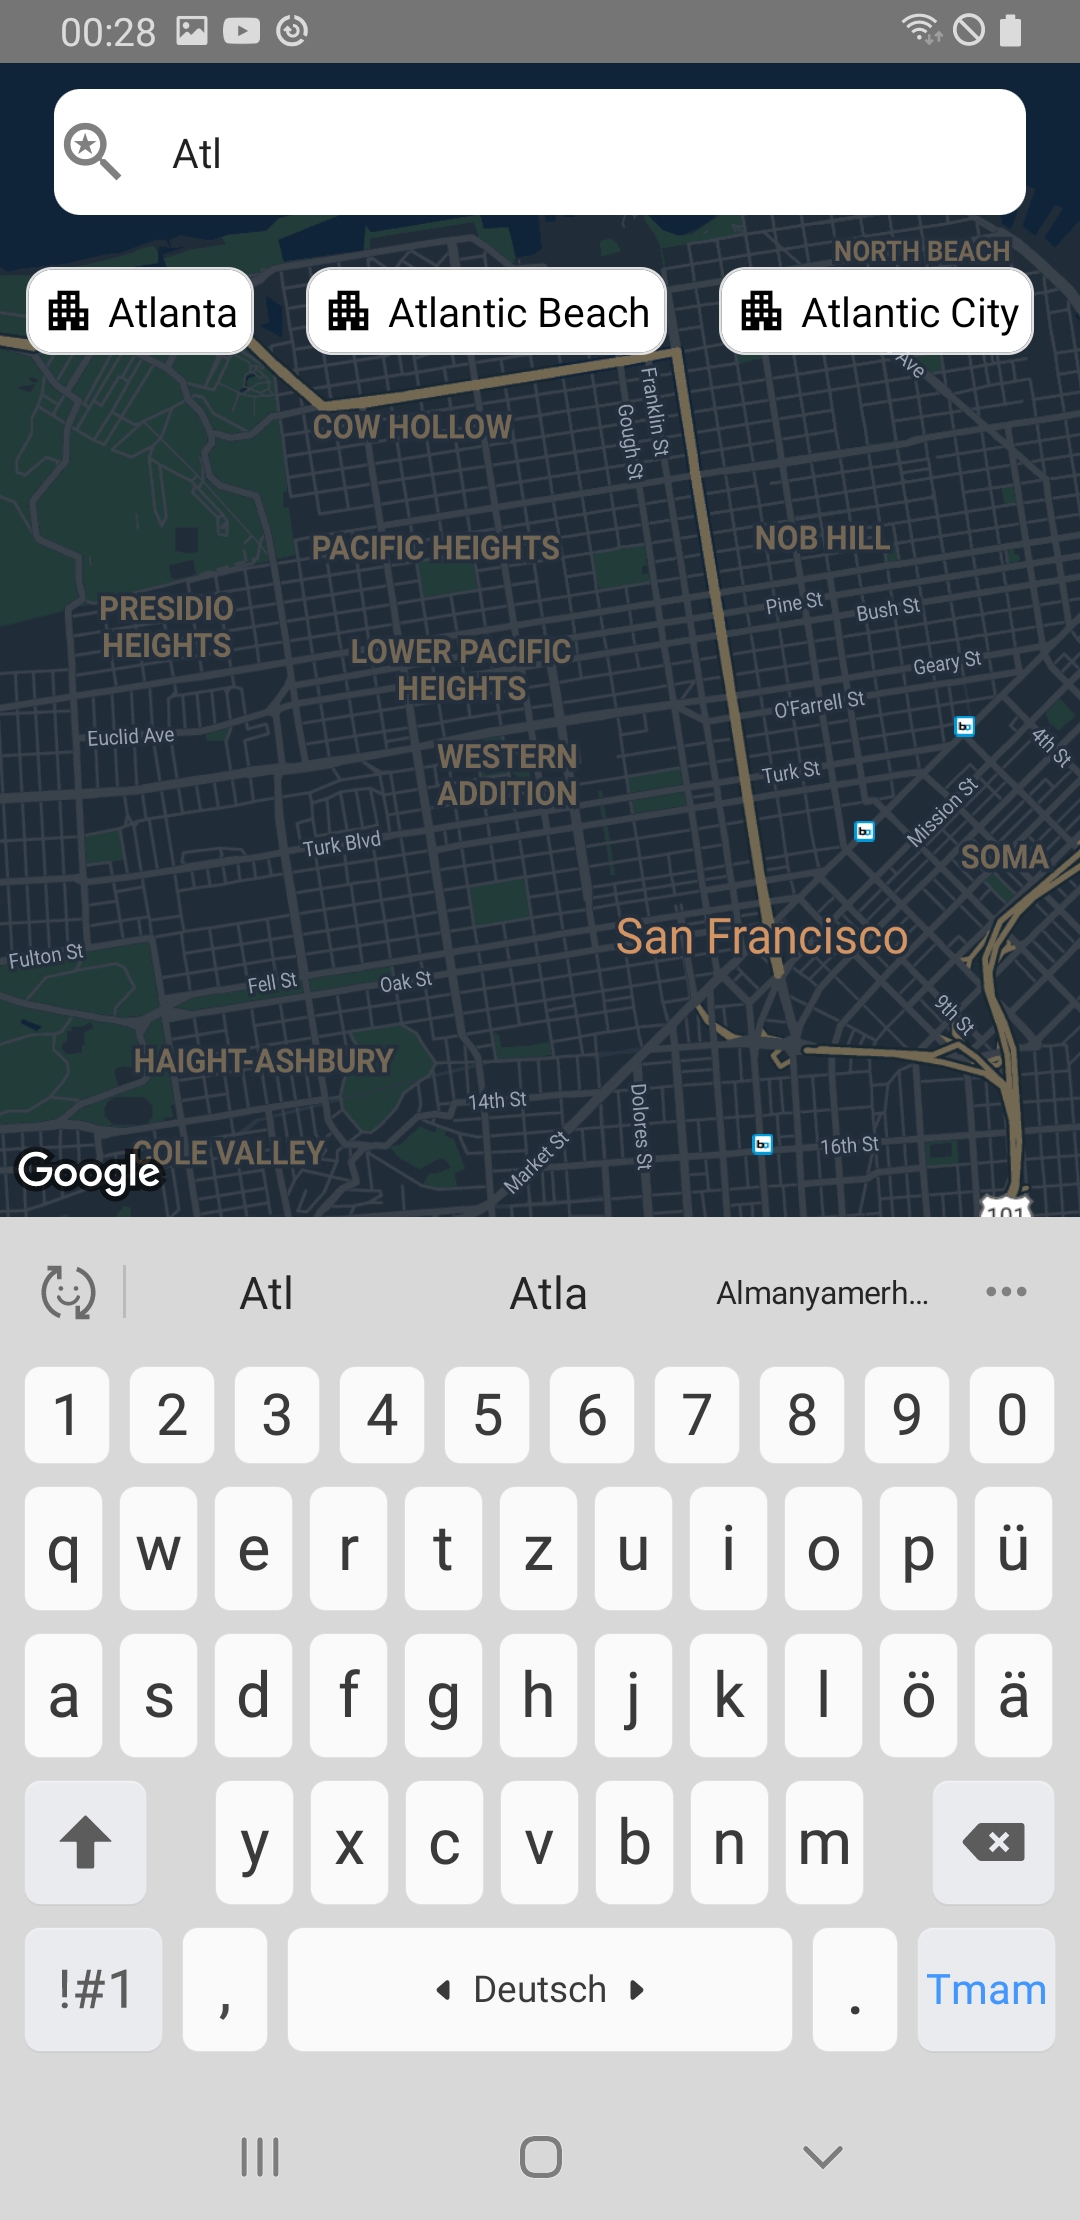 00:28
Atl
NORTH BEACH
Atlanta
Atlantic Beach
Atlantic City
Ave
Franklin St
Gough St
COW HOLLOW
PACIFIC HEIGHTS
NOB HILL
PRESIDIO
HEIGHTS
Pine St
Bush St
LOWER PACIFIC
HEIGHTS
Geary St
O'Farrell St
Euclid Ave
4th St
WESTERN
ADDITION
Turk St
Mission St
Turk Blvd
SOMA
San Francisco
Fulton St
Fell St
Oak St
9th St
HAIGHT-ASHBURY
14th St
Dolores St
Market St
16th St
COLE VALLEY
Google
101
Atl
Atla
Almanyamerh...
1 2 3 4 5 6 7 8 9 0
q w e r t z u i o p ü
a s d f g h j k l ö ä
y x c v b n m
!#1 , Deutsch . Tmam